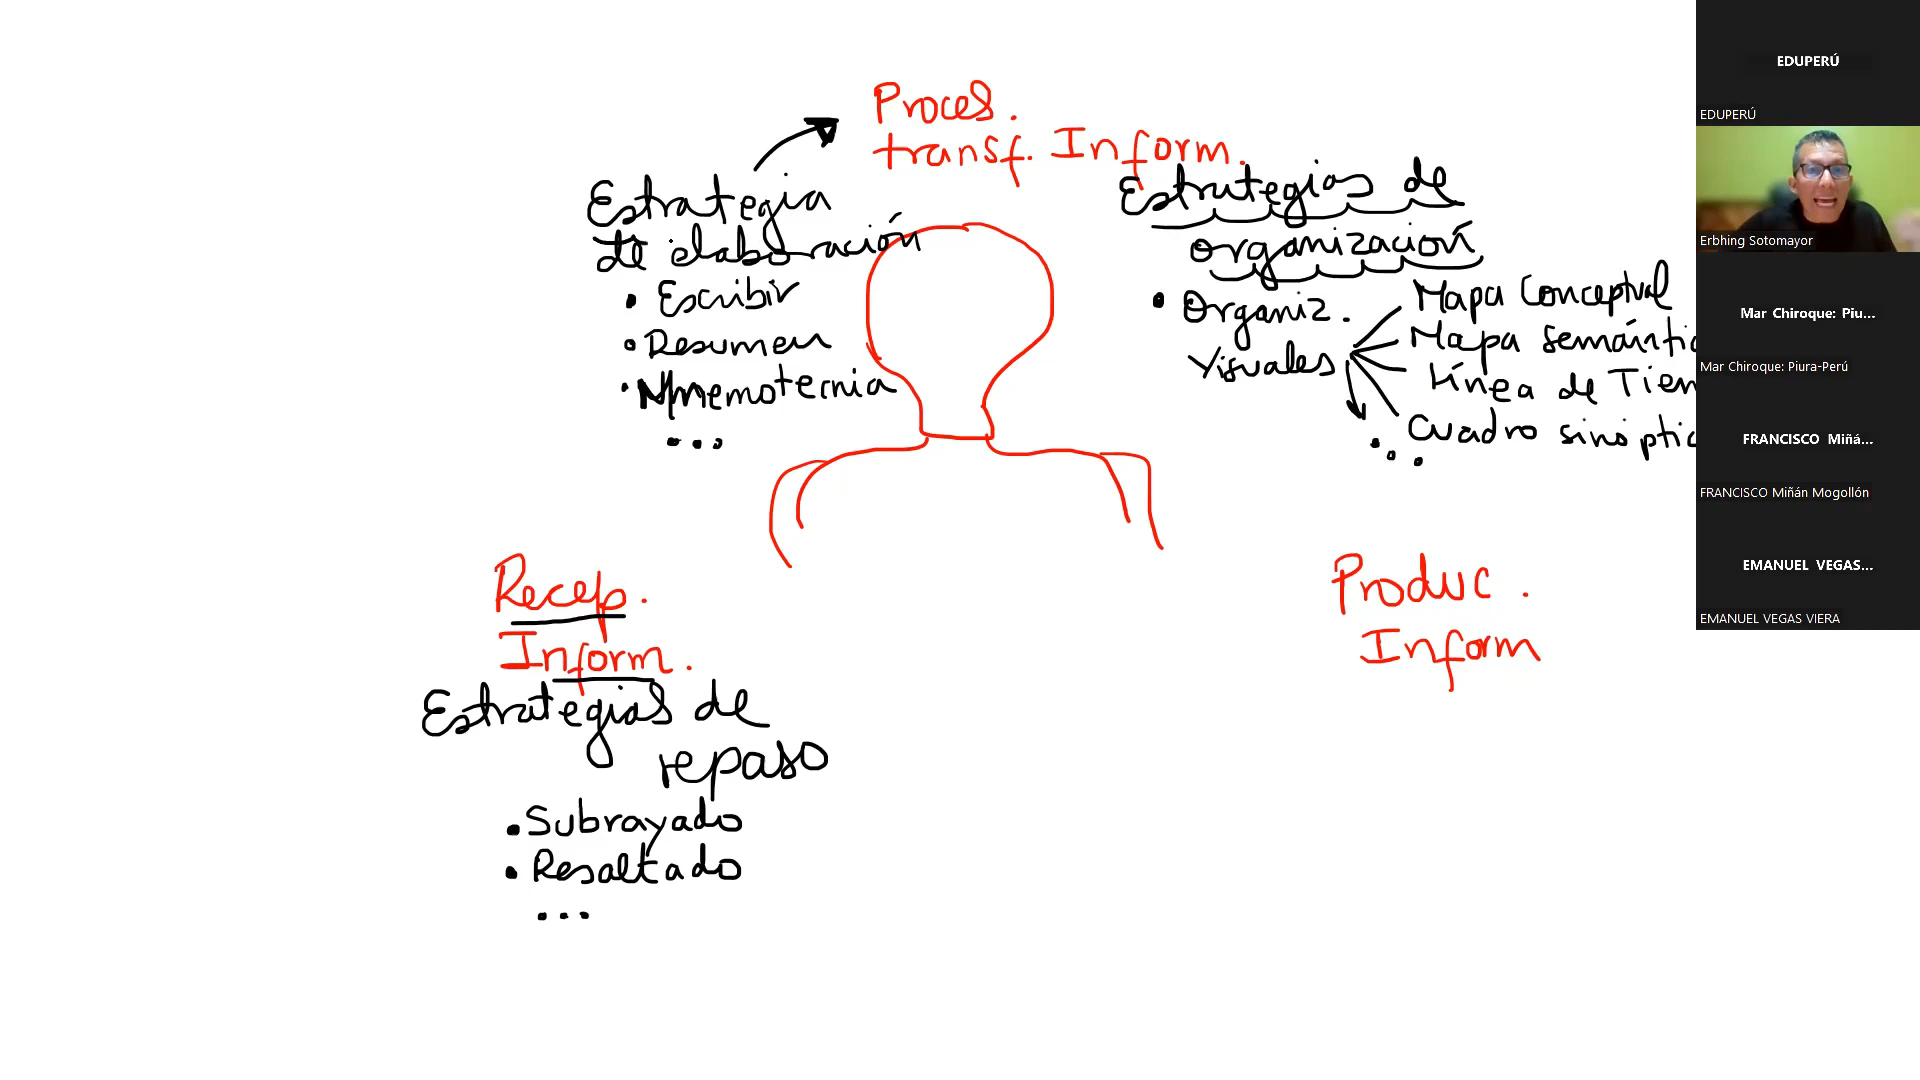 Proces.
transf. Inform.
Estrategia
de elaboración
• Escribir
• Resumen
• Mnemotecnia
...
Estrategias de
organización
• Organiz.
Visuales
Mapa Conceptual
Mapa semántic
Línea de Tiem
Cuadro sinóptic
...
Recep.
Inform.
Estrategias de
repaso
• Subrayado
• Resaltado
...
Produc.
Inform
EDUPERÚ
EDUPERÚ
Erbhing Sotomayor
Mar Chiroque: Piu...
Mar Chiroque: Piura-Perú
FRANCISCO Miñá...
FRANCISCO Miñán Mogollón
EMANUEL VEGAS...
EMANUEL VEGAS VIERA